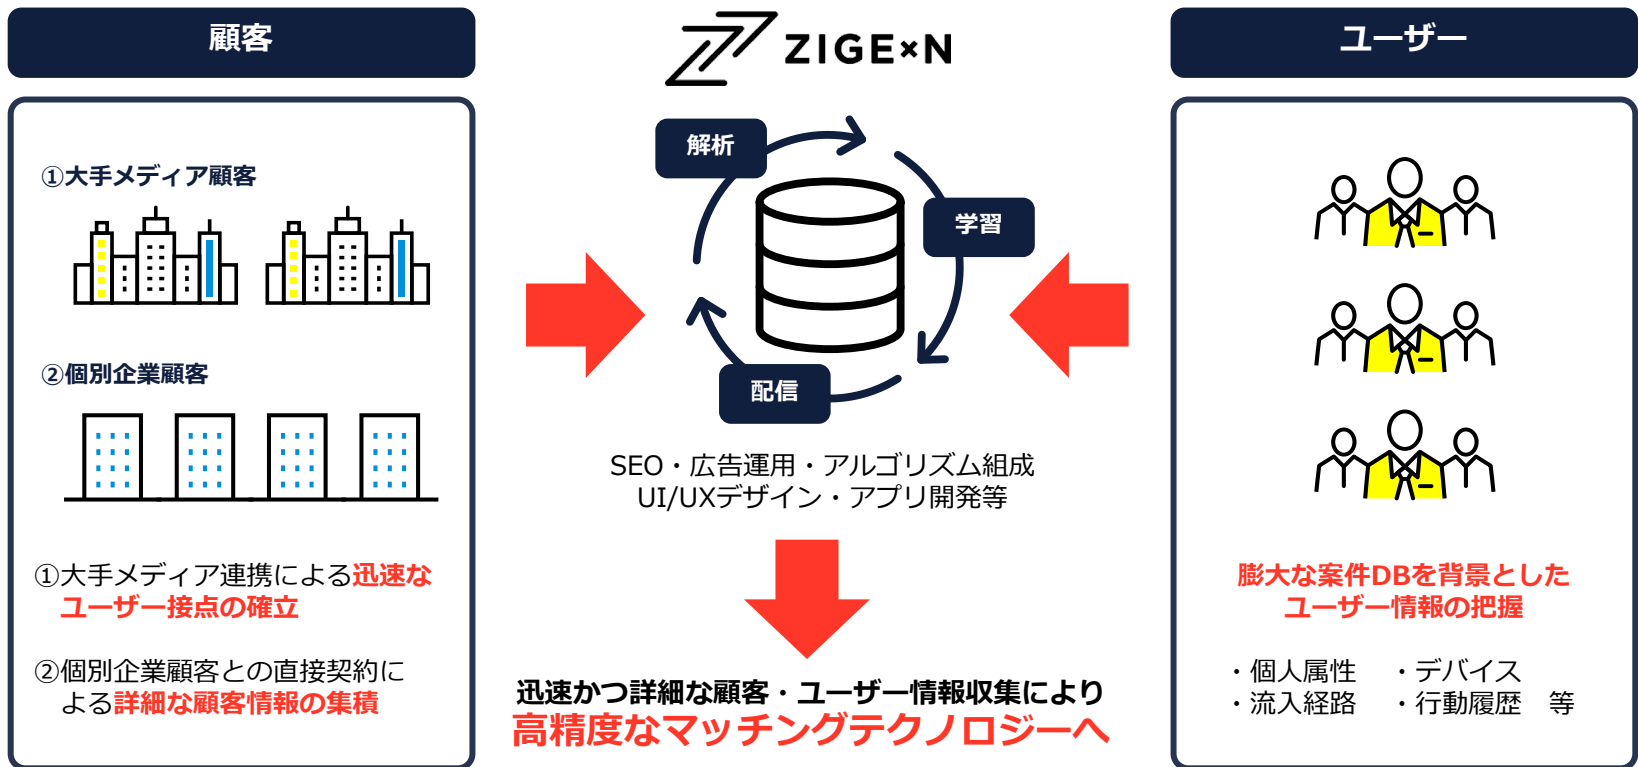 顧客
①大手メディア顧客
②個別企業顧客
①大手メディア連携による迅速な
ユーザー接点の確立
②個別企業顧客との直接契約に
よる詳細な顧客情報の集積
ZIGE×N
解析
学習
配信
SEO・広告運用・アルゴリズム組成
UI/UXデザイン・アプリ開発等
迅速かつ詳細な顧客・ユーザー情報収集により
高精度なマッチングテクノロジーへ
ユーザー
膨大な案件DBを背景とした
ユーザー情報の把握
・個人属性　・デバイス
・流入経路　・行動履歴　等